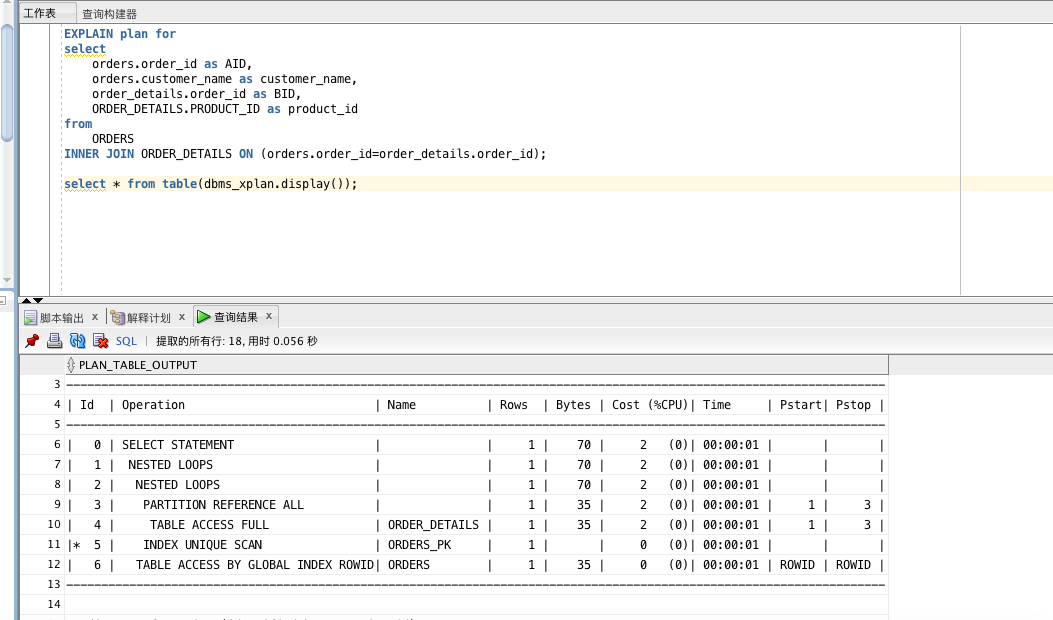 工作表 查询构建器
EXPLAIN plan for
select
orders.order_id as AID,
orders.customer_name as customer_name,
order_details.order_id as BID,
ORDER_DETAILS.PRODUCT_ID as product_id
from
ORDERS
INNER JOIN ORDER_DETAILS ON (orders.order_id=order_details.order_id);
select * from table(dbms_xplan.display());
脚本输出 x 解释计划 x 查询结果 x
SQL | 提取的所有行: 18, 用时 0.056 秒
PLAN_TABLE_OUTPUT
3 ---------------------------------------------------------------------------------------------------------------------
4 | Id | Operation | Name | Rows | Bytes | Cost (%CPU)| Time | Pstart| Pstop |
5 ---------------------------------------------------------------------------------------------------------------------
6 | 0 | SELECT STATEMENT | | 1 | 70 | 2 (0)| 00:00:01 | | |
7 | 1 | NESTED LOOPS | | 1 | 70 | 2 (0)| 00:00:01 | | |
8 | 2 | NESTED LOOPS | | 1 | 70 | 2 (0)| 00:00:01 | | |
9 | 3 | PARTITION REFERENCE ALL | | 1 | 35 | 2 (0)| 00:00:01 | 1 | 3 |
10 | 4 | TABLE ACCESS FULL | ORDER_DETAILS | 1 | 35 | 2 (0)| 00:00:01 | 1 | 3 |
11 |* 5 | INDEX UNIQUE SCAN | ORDERS_PK | 1 | | 0 (0)| 00:00:01 | | |
12 | 6 | TABLE ACCESS BY GLOBAL INDEX ROWID| ORDERS | 1 | 35 | 0 (0)| 00:00:01 | ROWID | ROWID |
13 ---------------------------------------------------------------------------------------------------------------------
14